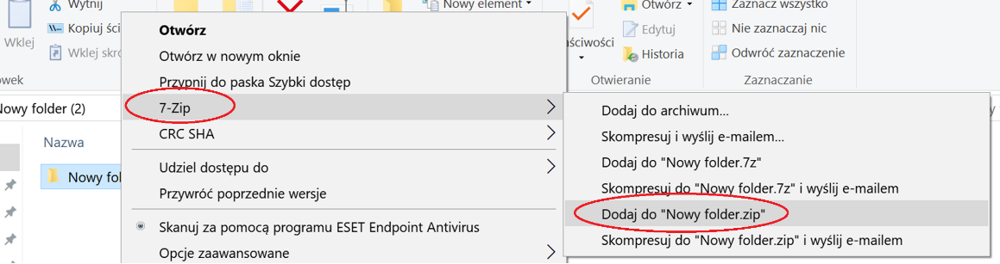 Wytnij
Kopiuj ści
Wklej skró
Wklej
owek
Nowy element
aściwości
Otwórz
Edytuj
Historia
Otwieranie
Zaznacz wszystko
Nie zaznaczaj nic
Odwróć zaznaczenie
Zaznaczanie
Nowy folder (2)
Nazwa
Nowy fol
Otwórz
Otwórz w nowym oknie
Przypnij do paska Szybki dostęp
7-Zip
CRC SHA
Udziel dostępu do
Przywróć poprzednie wersje
Skanuj za pomocą programu ESET Endpoint Antivirus
Opcje zaawansowane
Dodaj do archiwum...
Skompresuj i wyślij e-mailem...
Dodaj do "Nowy folder.7z"
Skompresuj do "Nowy folder.7z" i wyślij e-mailem
Dodaj do "Nowy folder.zip"
Skompresuj do "Nowy folder.zip" i wyślij e-mailem